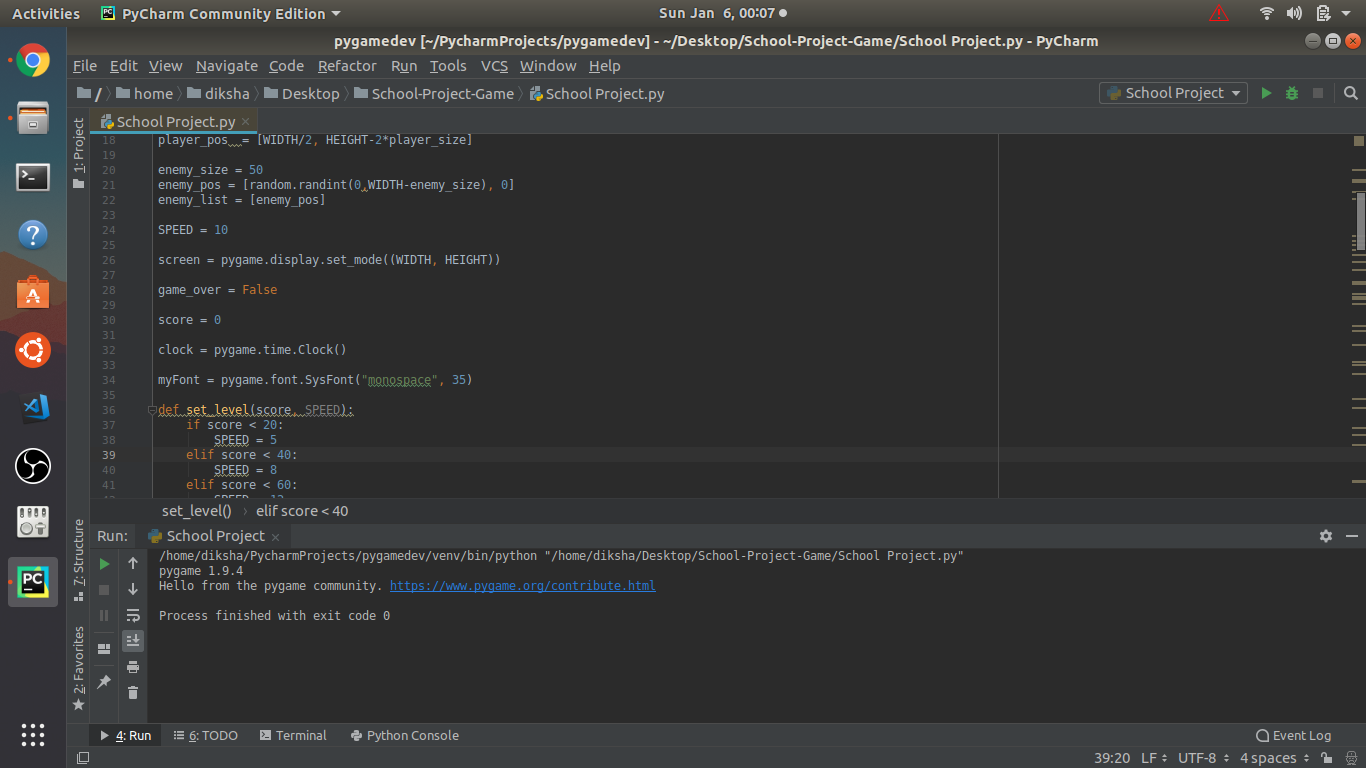 Activities PyCharm Community Edition Sun Jan 6, 00:07
pygamedev [~/PycharmProjects/pygamedev] - ~/Desktop/School-Project-Game/School Project.py - PyCharm
File Edit View Navigate Code Refactor Run Tools VCS Window Help
/ home diksha Desktop School-Project-Game School Project.py School Project
School Project.py
1: Project
18 player_pos = [WIDTH/2, HEIGHT-2*player_size]
19
20 enemy_size = 50
21 enemy_pos = [random.randint(0,WIDTH-enemy_size), 0]
22 enemy_list = [enemy_pos]
23
24 SPEED = 10
25
26 screen = pygame.display.set_mode((WIDTH, HEIGHT))
27
28 game_over = False
29
30 score = 0
31
32 clock = pygame.time.Clock()
33
34 myFont = pygame.font.SysFont("monospace", 35)
35
36 def set_level(score, SPEED):
37 if score < 20:
38 SPEED = 5
39 elif score < 40:
40 SPEED = 8
41 elif score < 60:
set_level() › elif score < 40
Run: School Project
7: Structure
2: Favorites
/home/diksha/PycharmProjects/pygamedev/venv/bin/python "/home/diksha/Desktop/School-Project-Game/School Project.py"
pygame 1.9.4
Hello from the pygame community. https://www.pygame.org/contribute.html
Process finished with exit code 0
4: Run 6: TODO Terminal Python Console Event Log
39:20 LF UTF-8 4 spaces